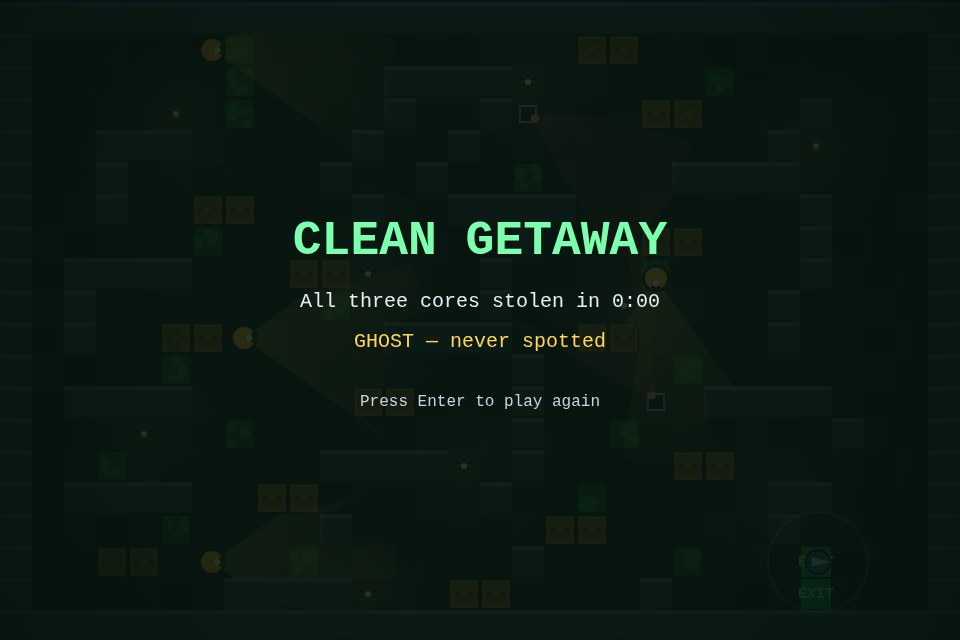 CLEAN GETAWAY
All three cores stolen in 0:00
GHOST — never spotted
Press Enter to play again
EXIT